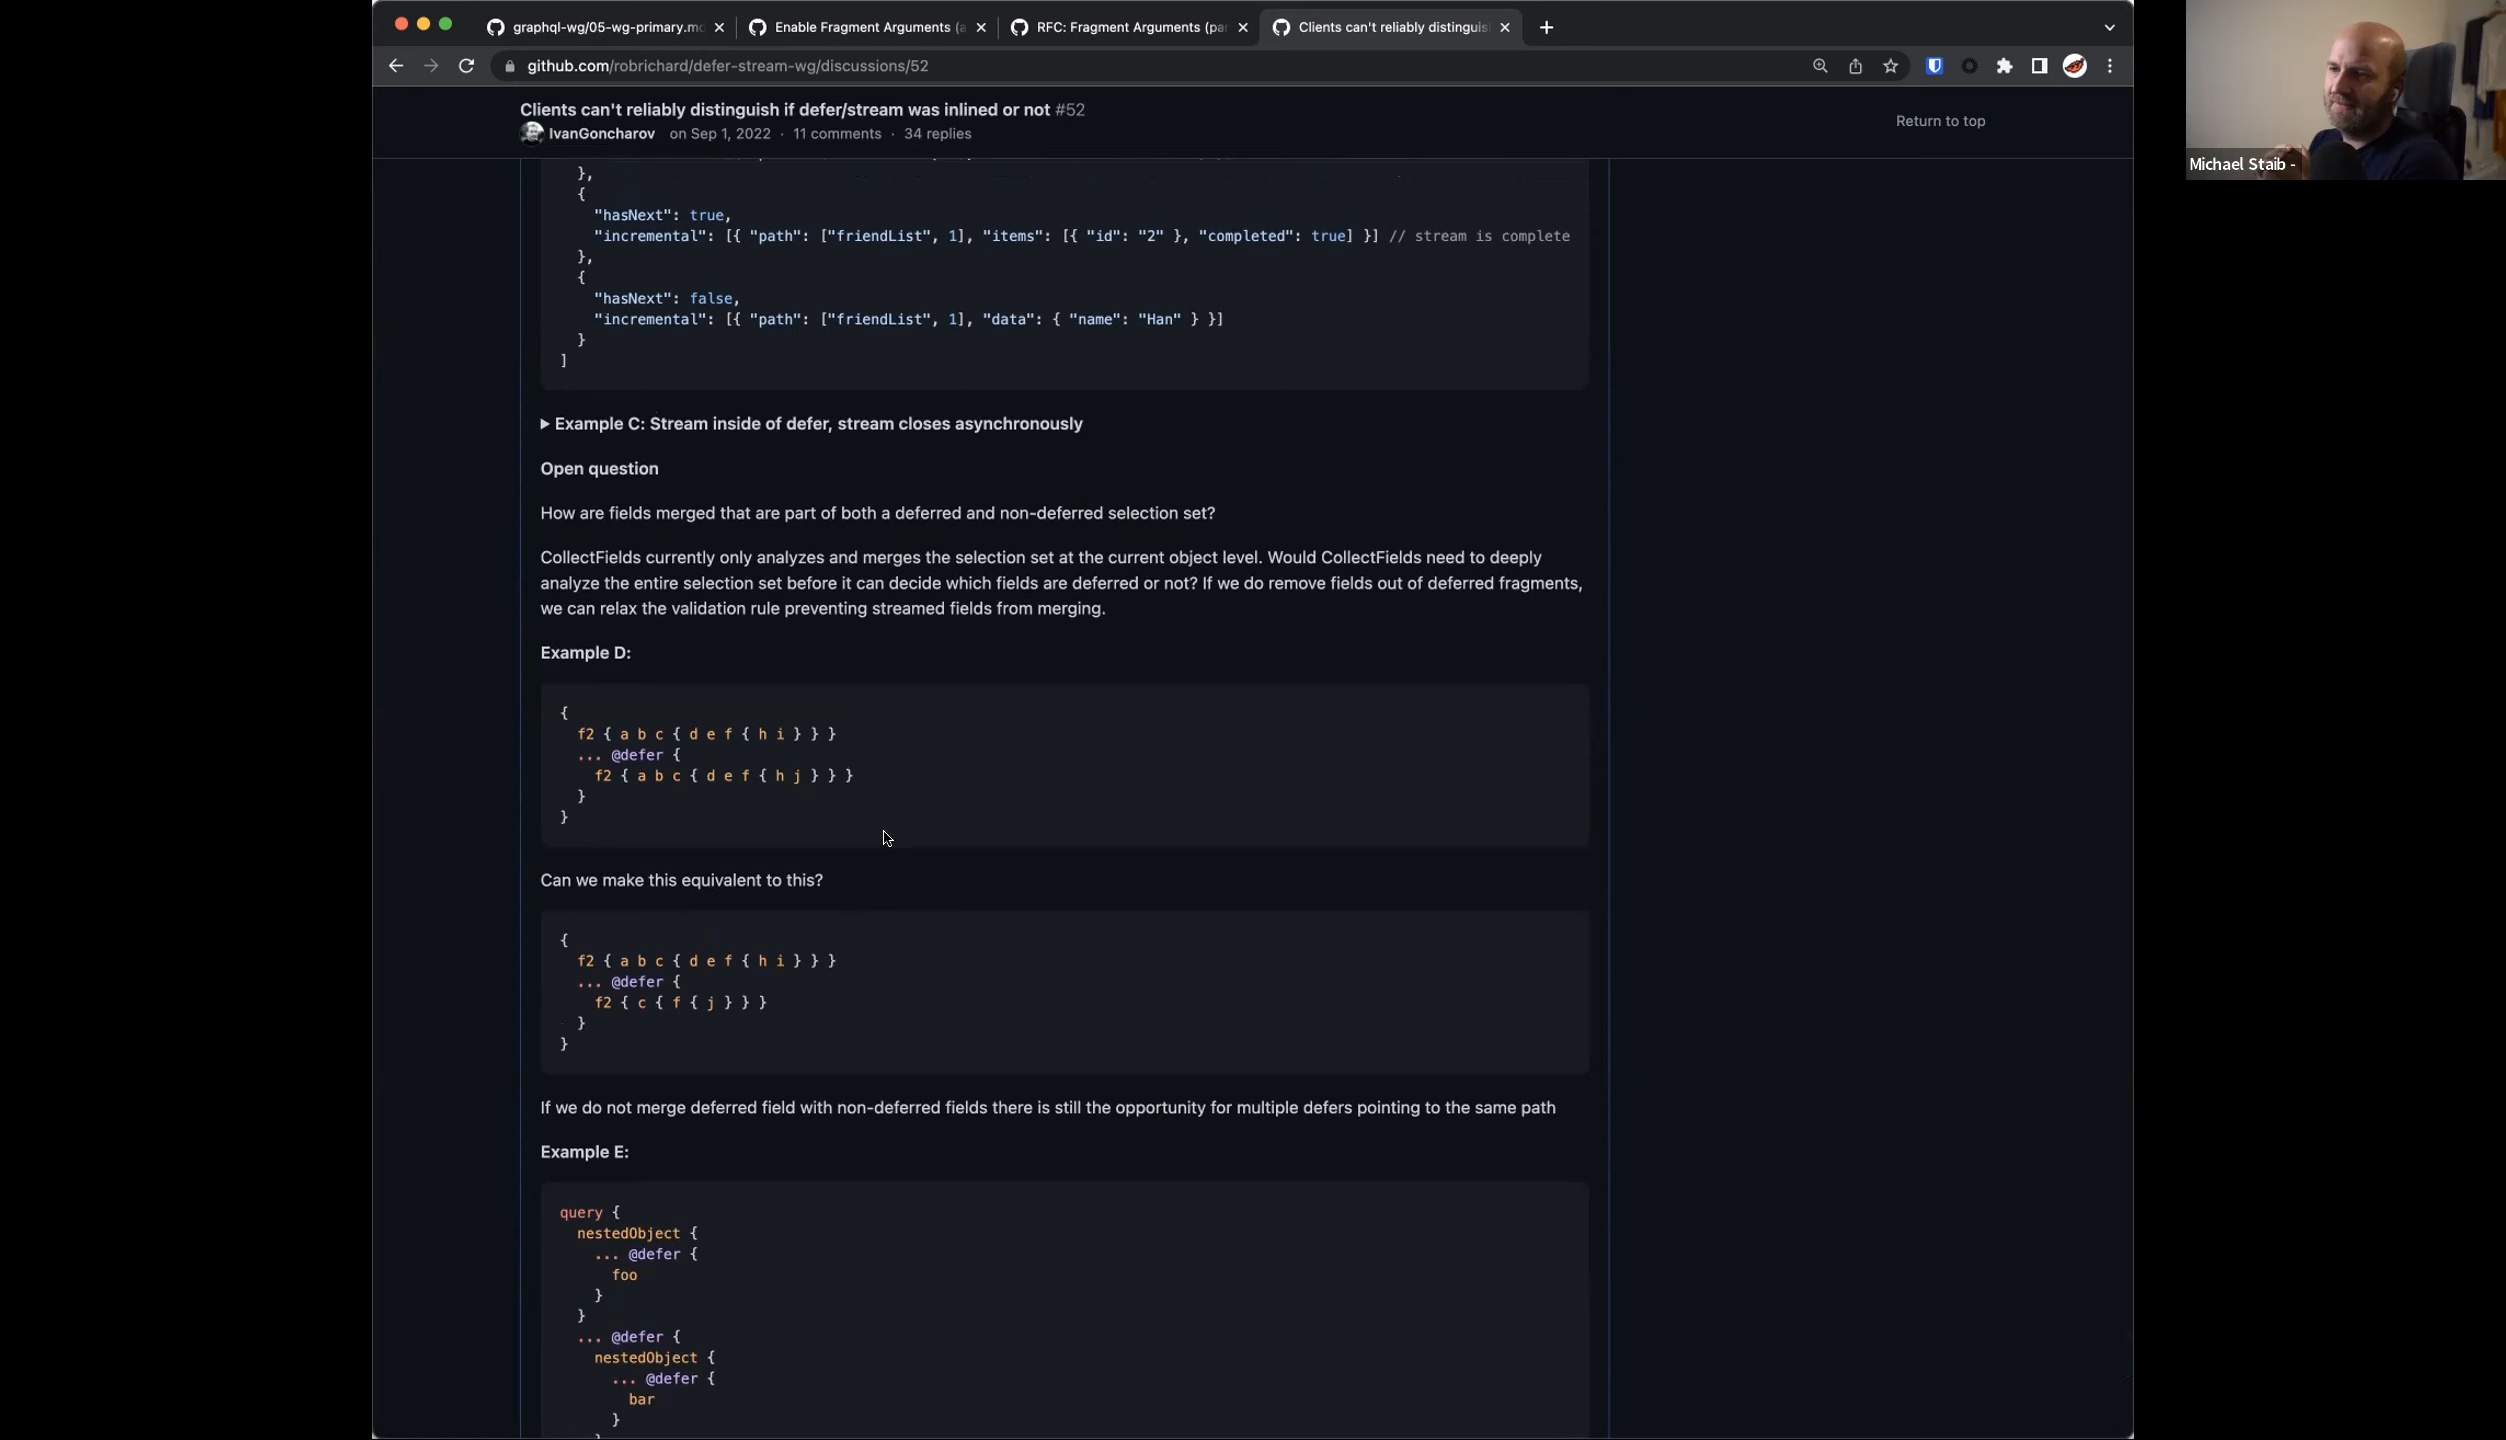 graphql-wg/05-wg-primary.md
Enable Fragment Arguments (a
RFC: Fragment Arguments (par
Clients can't reliably distinguish
github.com/robrichard/defer-stream-wg/discussions/52
Clients can't reliably distinguish if defer/stream was inlined or not #52
IvanGoncharov on Sep 1, 2022 · 11 comments · 34 replies
Return to top
Michael Staib -
},
{
"hasNext": true,
"incremental": [{ "path": ["friendList", 1], "items": [{ "id": "2" }, "completed": true] }] // stream is complete
},
{
"hasNext": false,
"incremental": [{ "path": ["friendList", 1], "data": { "name": "Han" } }]
}
]
Example C: Stream inside of defer, stream closes asynchronously
Open question
How are fields merged that are part of both a deferred and non-deferred selection set?
CollectFields currently only analyzes and merges the selection set at the current object level. Would CollectFields need to deeply
analyze the entire selection set before it can decide which fields are deferred or not? If we do remove fields out of deferred fragments,
we can relax the validation rule preventing streamed fields from merging.
Example D:
{
f2 { a b c { d e f { h i } } }
... @defer {
f2 { a b c { d e f { h j } } }
}
}
Can we make this equivalent to this?
{
f2 { a b c { d e f { h i } } }
... @defer {
f2 { c { f { j } } }
}
}
If we do not merge deferred field with non-deferred fields there is still the opportunity for multiple defers pointing to the same path
Example E:
query {
nestedObject {
... @defer {
foo
}
}
... @defer {
nestedObject {
... @defer {
bar
}